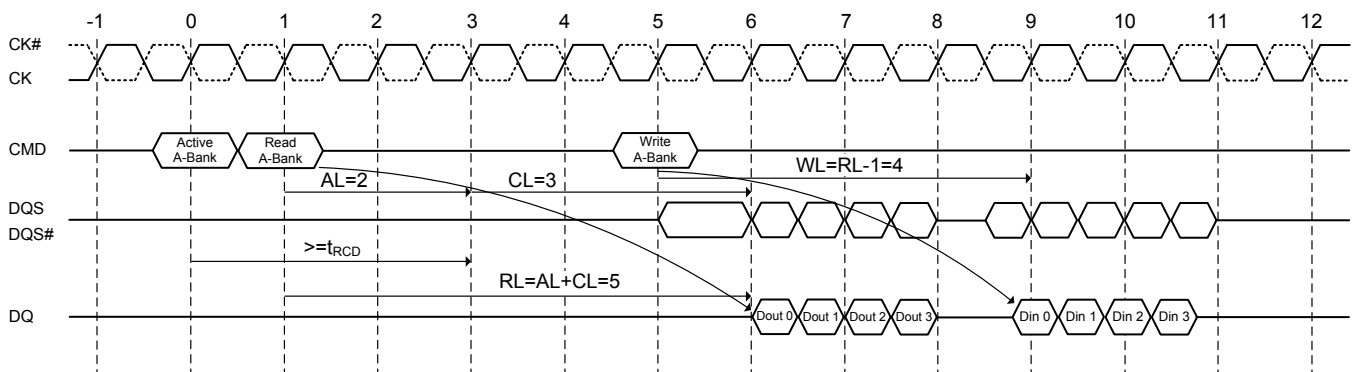 -1 0 1 2 3 4 5 6 7 8 9 10 11 12
CK#
CK
CMD
Active
A-Bank
Read
A-Bank
Write
A-Bank
AL=2
CL=3
WL=RL-1=4
DQS
DQS#
>=tRCD
RL=AL+CL=5
DQ
Dout 0 Dout 1 Dout 2 Dout 3 Din 0 Din 1 Din 2 Din 3